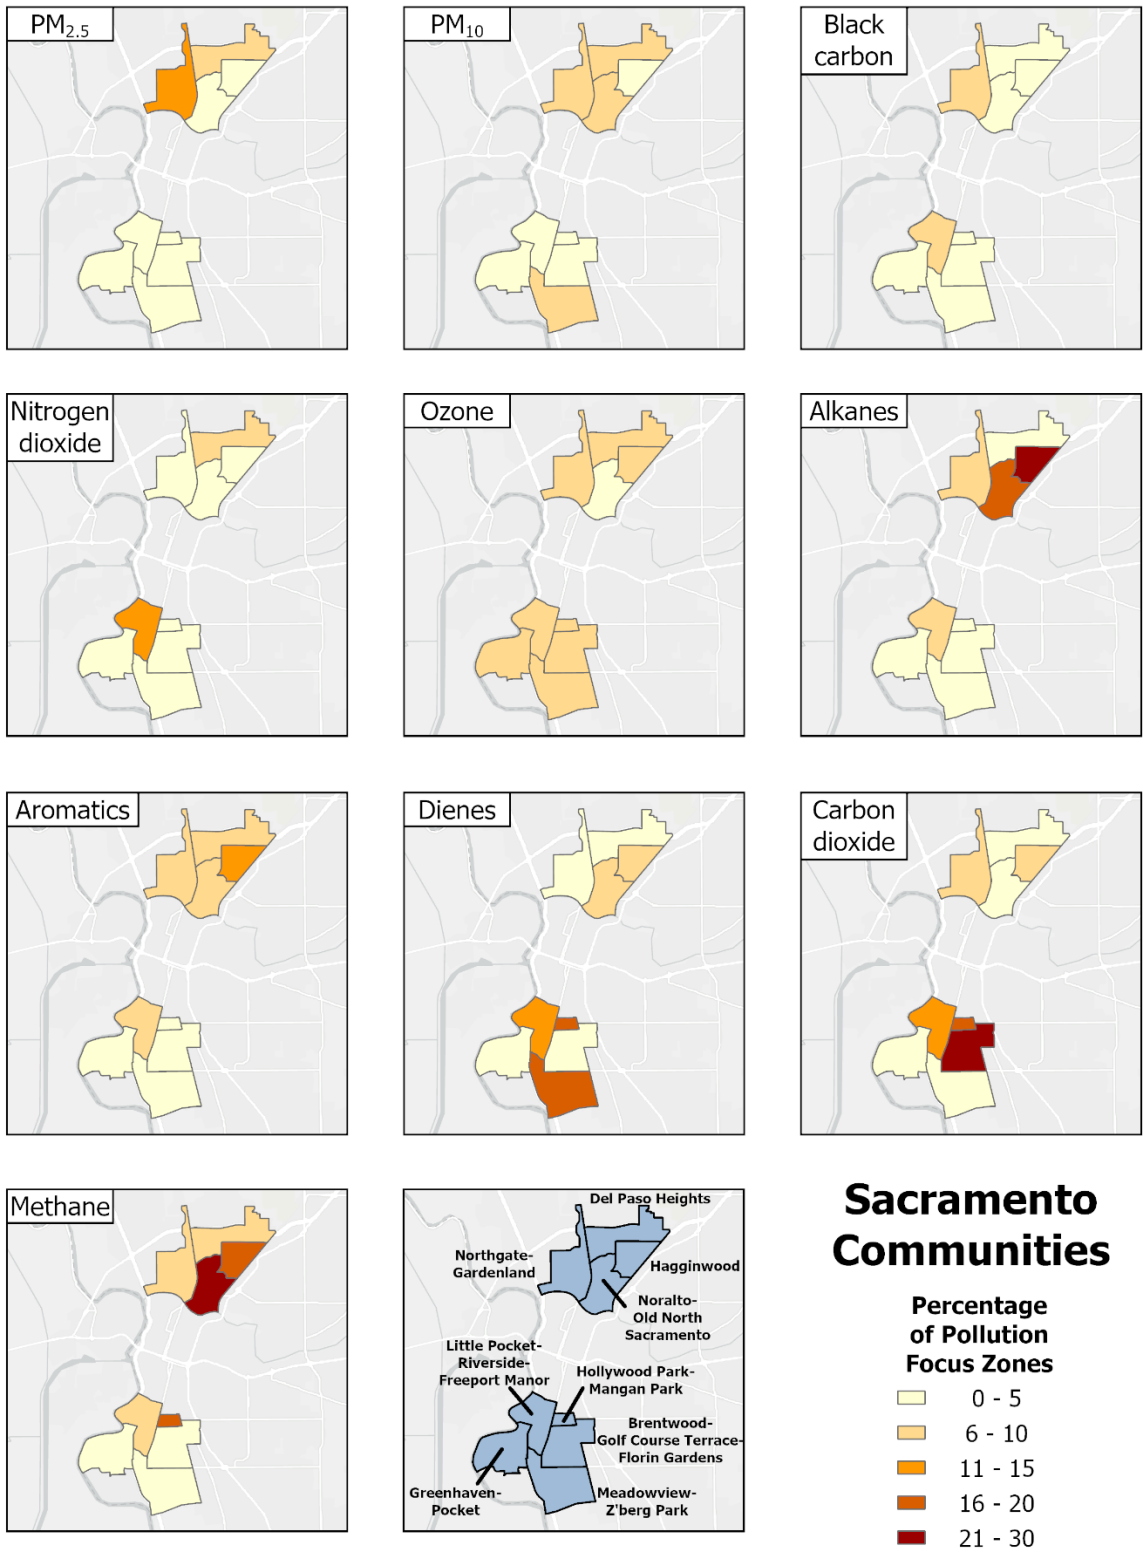 PM2.5
PM10
Black
carbon
Nitrogen
dioxide
Ozone
Alkanes
Aromatics
Dienes
Carbon
dioxide
Methane
Del Paso Heights
Northgate-
Gardenland
Hagginwood
Noralto-
Old North
Sacramento
Little Pocket-
Riverside-
Freeport Manor
Hollywood Park-
Mangan Park
Brentwood-
Golf Course Terrace-
Florin Gardens
Greenhaven-
Pocket
Meadowview-
Z'berg Park
Sacramento
Communities
Percentage
of Pollution
Focus Zones
0 - 5
6 - 10
11 - 15
16 - 20
21 - 30